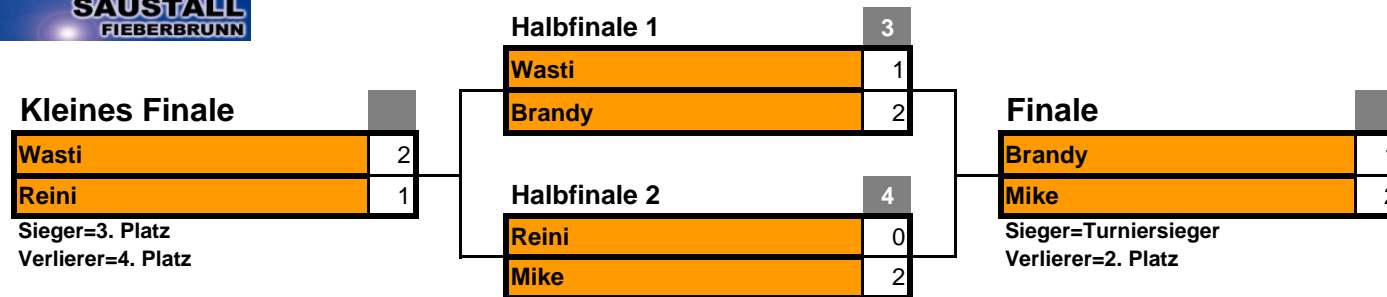 SAUSTALL
FIEBERBRUNN
Halbfinale 1 3
Wasti 1
Brandy 2
Kleines Finale
Wasti 2
Reini 1
Sieger=3. Platz
Verlierer=4. Platz
Halbfinale 2 4
Reini 0
Mike 2
Finale
Brandy
Mike
Sieger=Turniersieger
Verlierer=2. Platz